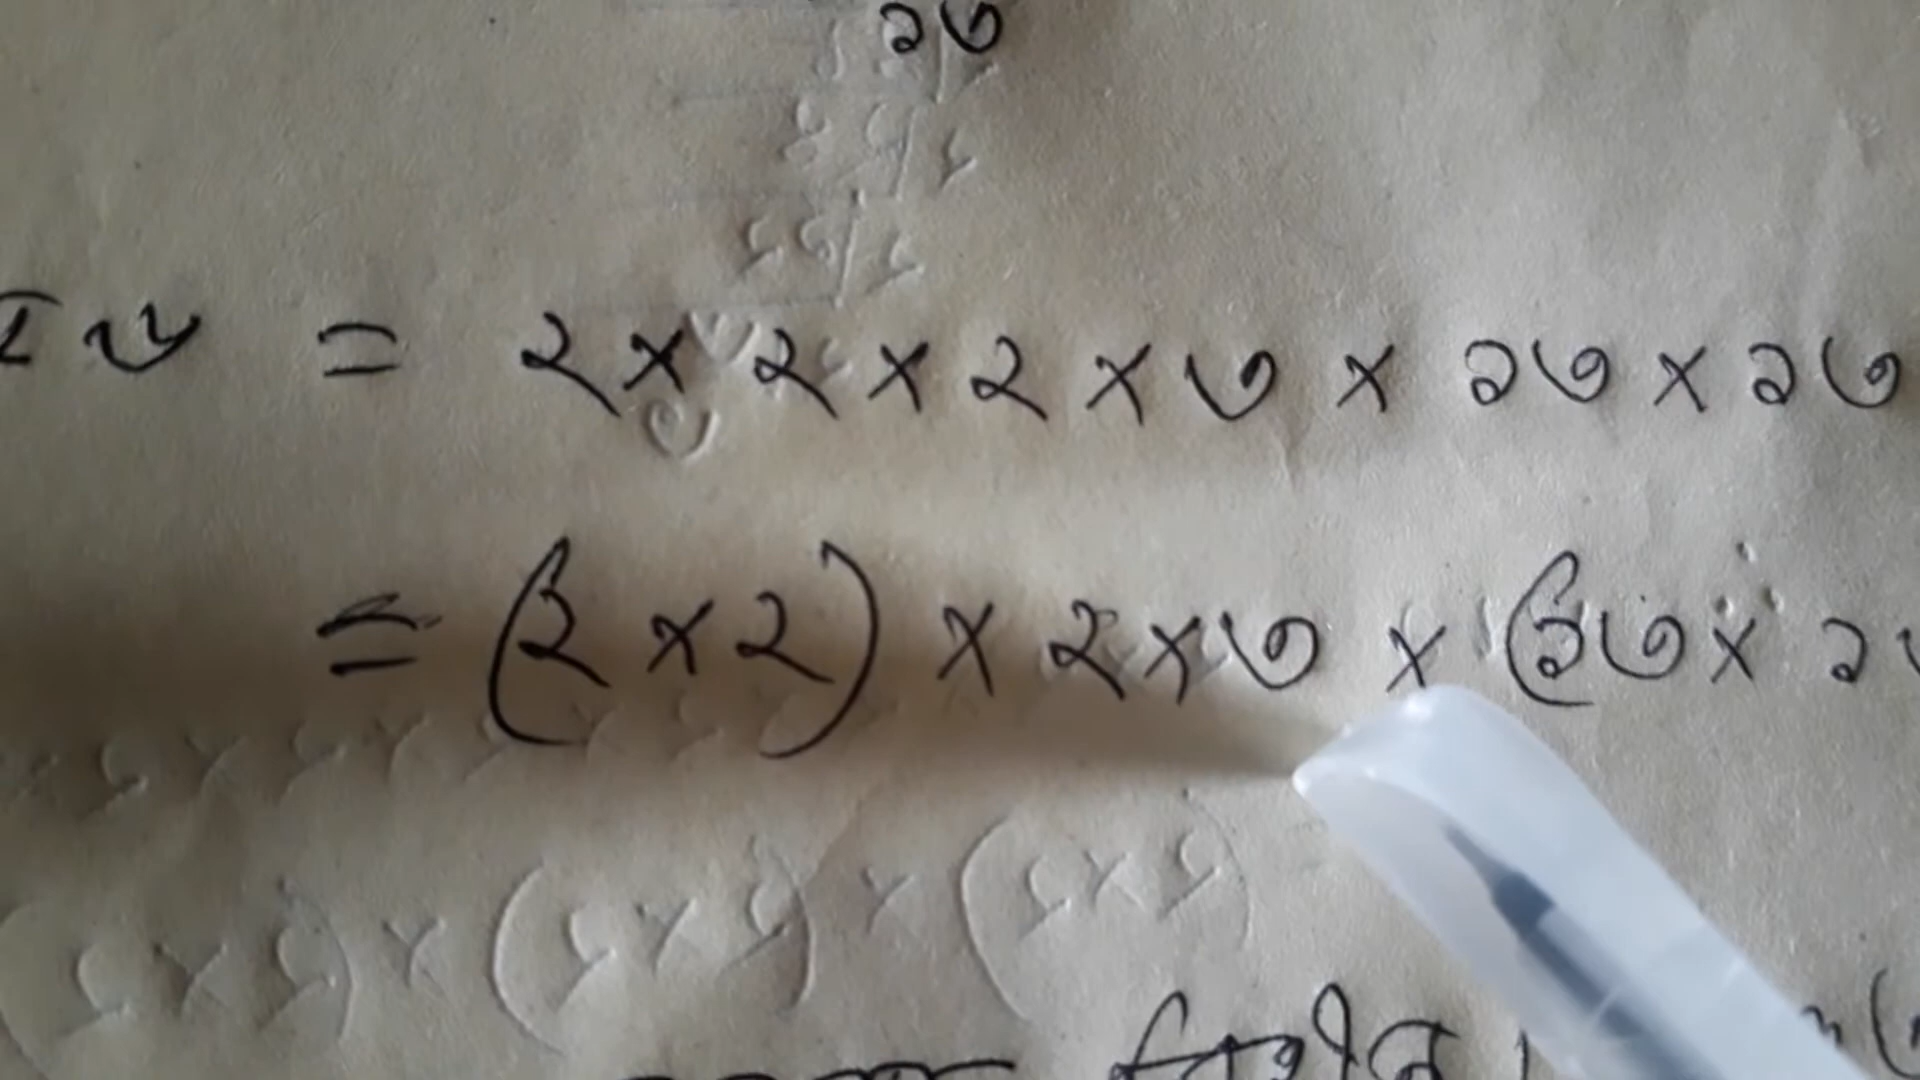 ১৩
= ২ × ২ × ২ × ৩ × ১৩ × ১৩
= (২ × ২) × ২ × ৩ × (১৩ × ১